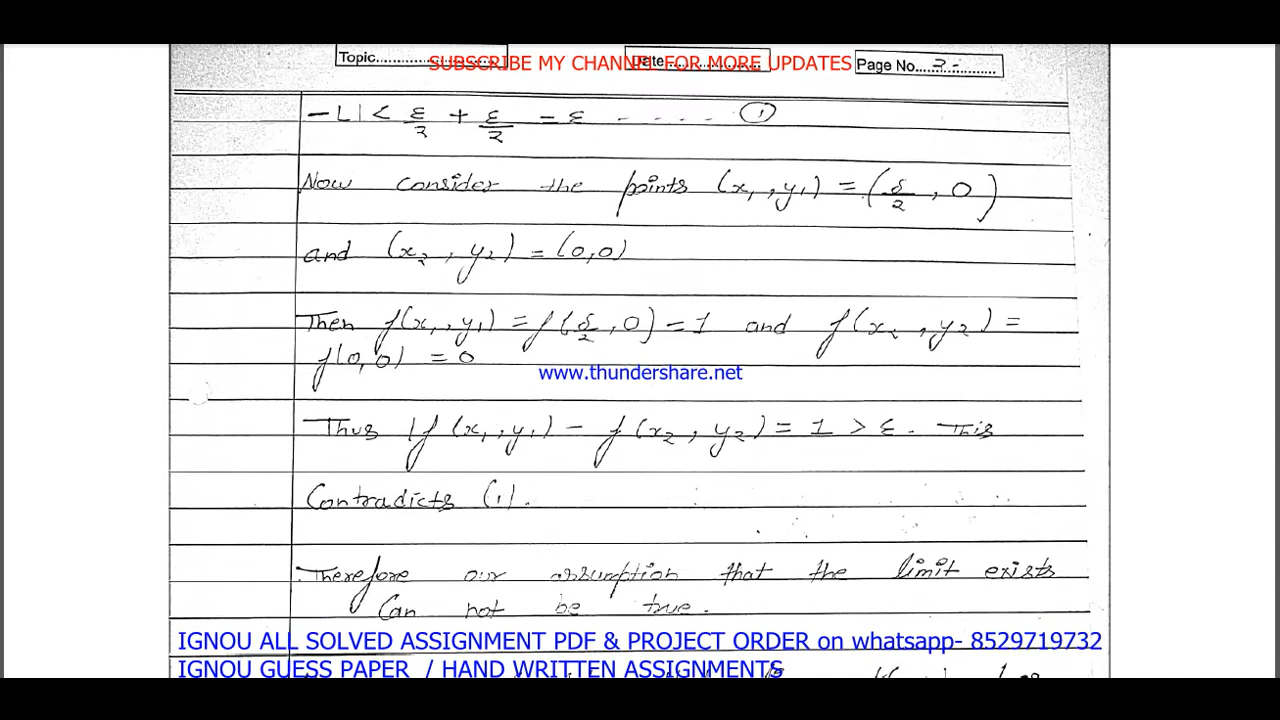 Topic.......................... Date.......................... Page No. 3-
SUBSCRIBE MY CHANNEL FOR MORE UPDATES
- L| < ε/2 + ε/2 = ε - - - - - (1)
Now consider the points (x₁, y₁) = (δ/2, 0)
and (x₂, y₂) = (0,0)
Then f(x₁, y₁) = f(δ/2, 0) = 1 and f(x₂, y₂) =
f(0, 0) = 0
www.thundershare.net
Thus |f(x₁, y₁) - f(x₂, y₂) = 1 > ε. This
Contradicts (1).
Therefore our assumption that the limit exists
Can not be true.
IGNOU ALL SOLVED ASSIGNMENT PDF & PROJECT ORDER on whatsapp- 8529719732
IGNOU GUESS PAPER / HAND WRITTEN ASSIGNMENTS